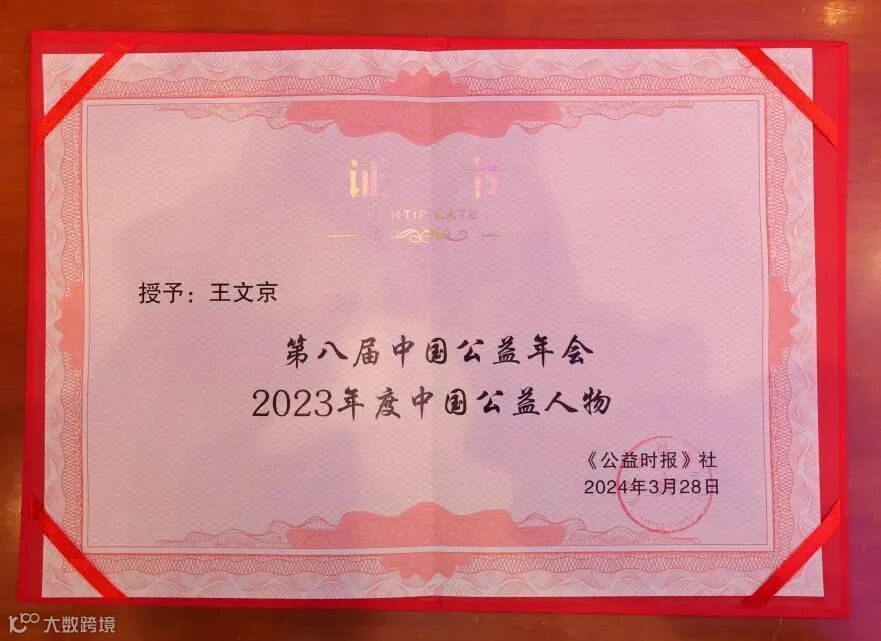 证书
CERTIFICATE
授予：王文京
第八届中国公益年会
2023年度中国公益人物
《公益时报》社
2024年3月28日
大数跨境